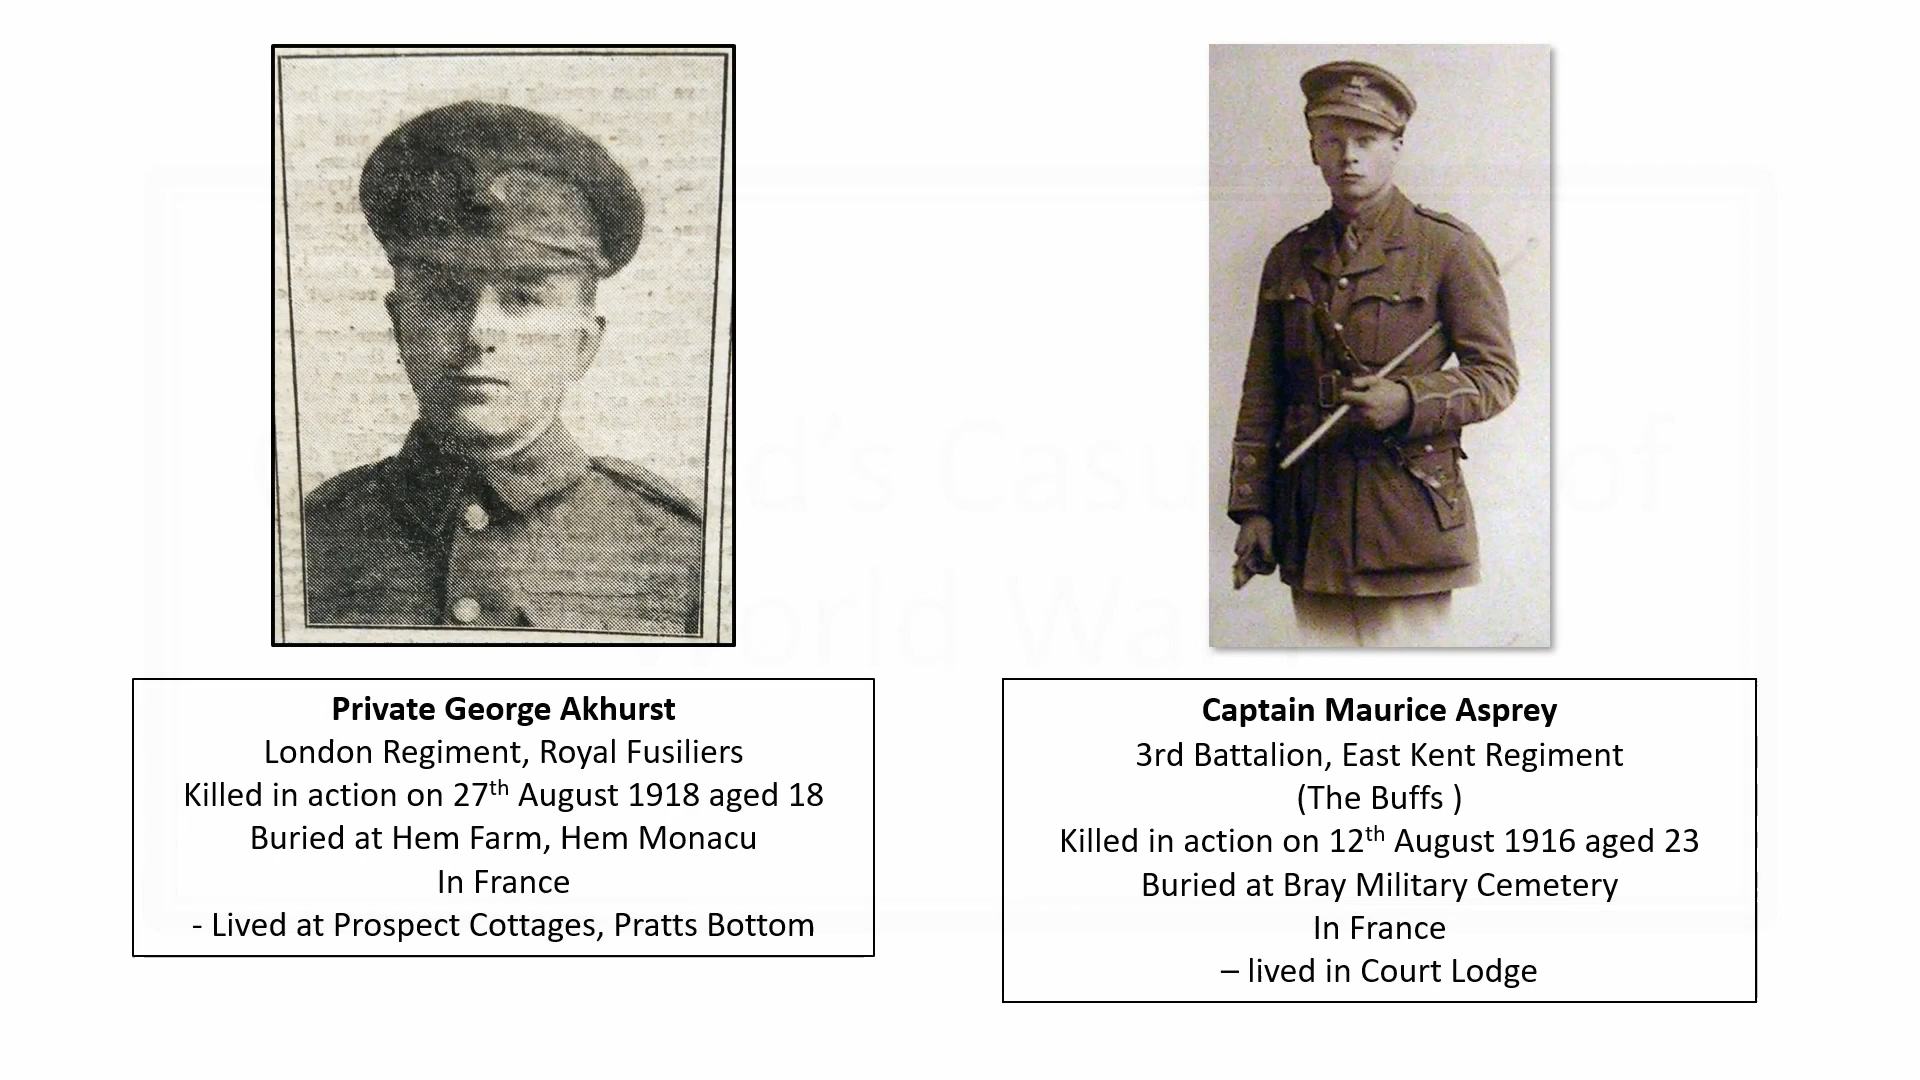 Private George Akhurst
London Regiment, Royal Fusiliers
Killed in action on 27th August 1918 aged 18
Buried at Hem Farm, Hem Monacu
In France
- Lived at Prospect Cottages, Pratts Bottom
Captain Maurice Asprey
3rd Battalion, East Kent Regiment
(The Buffs )
Killed in action on 12th August 1916 aged 23
Buried at Bray Military Cemetery
In France
– lived in Court Lodge